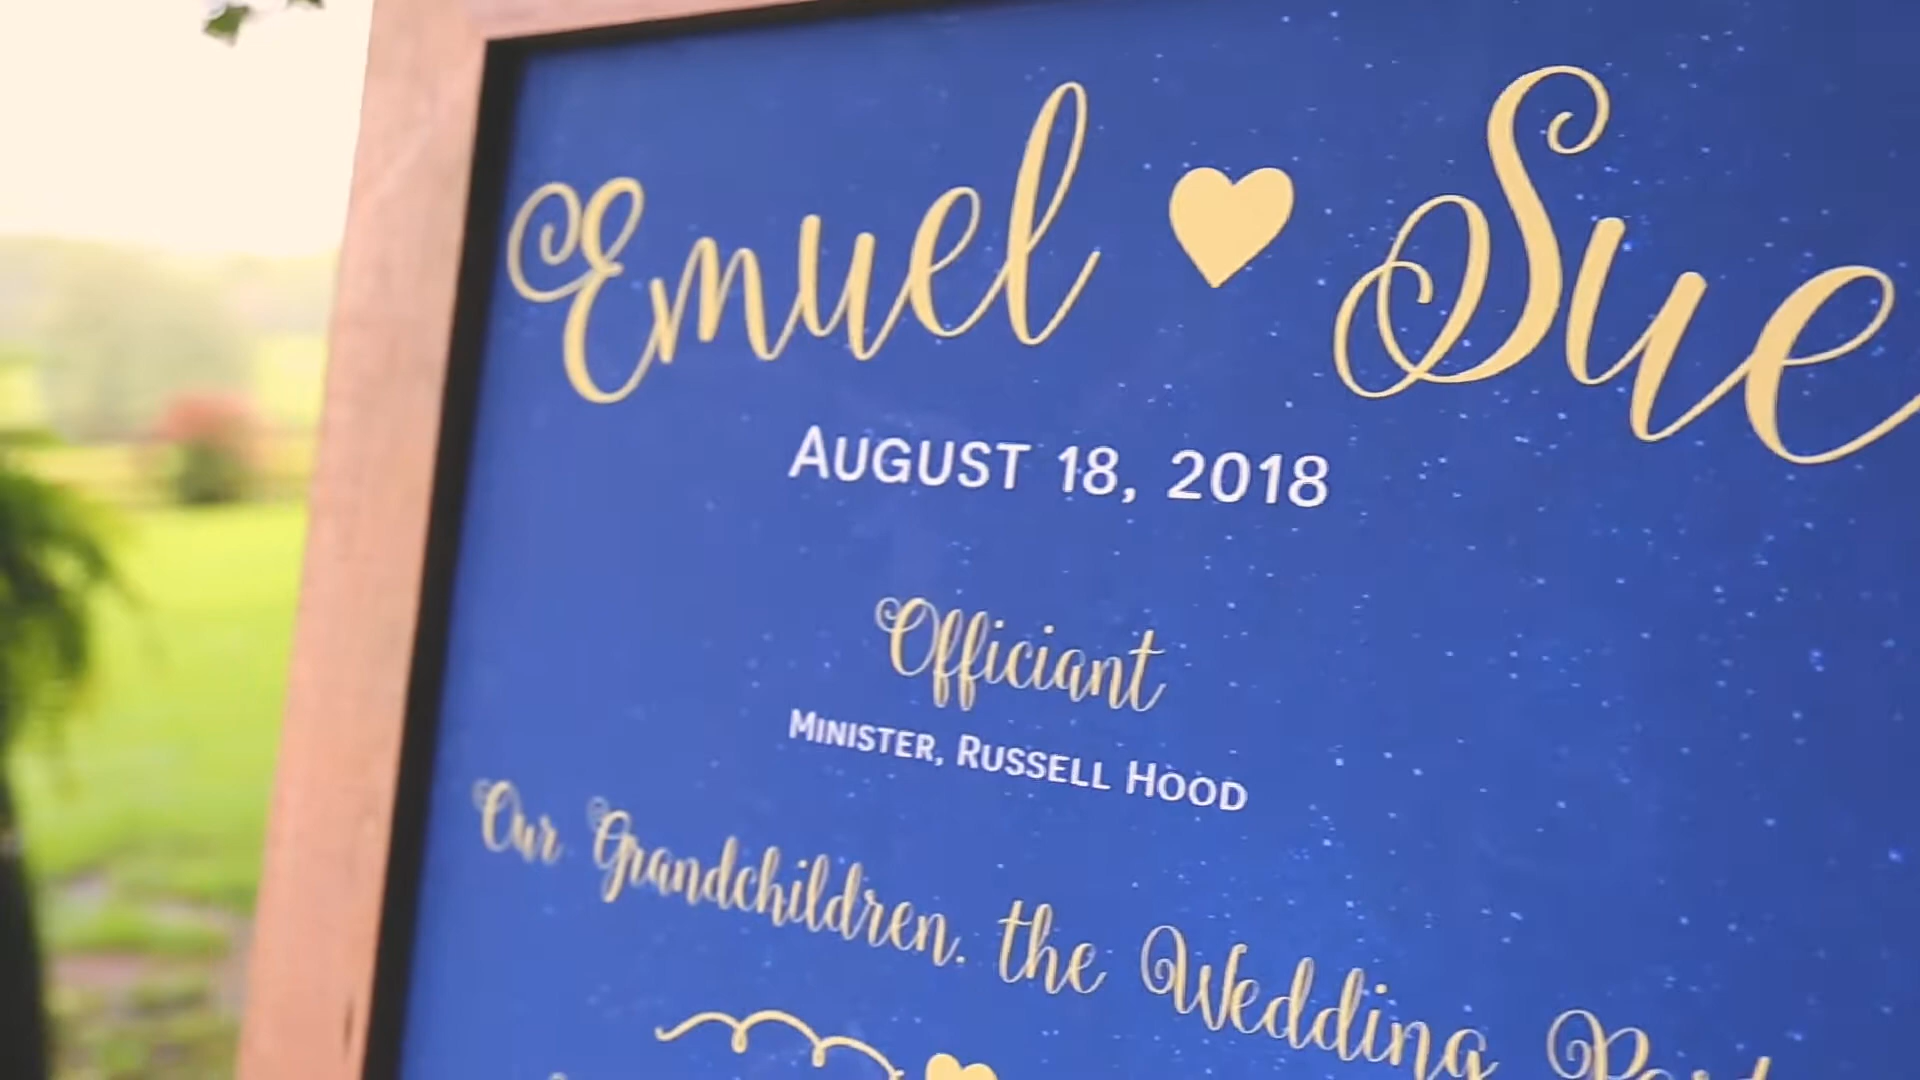 Emuel Sue
AUGUST 18, 2018
Officiant
MINISTER, RUSSELL HOOD
Our Grandchildren. the Wedding